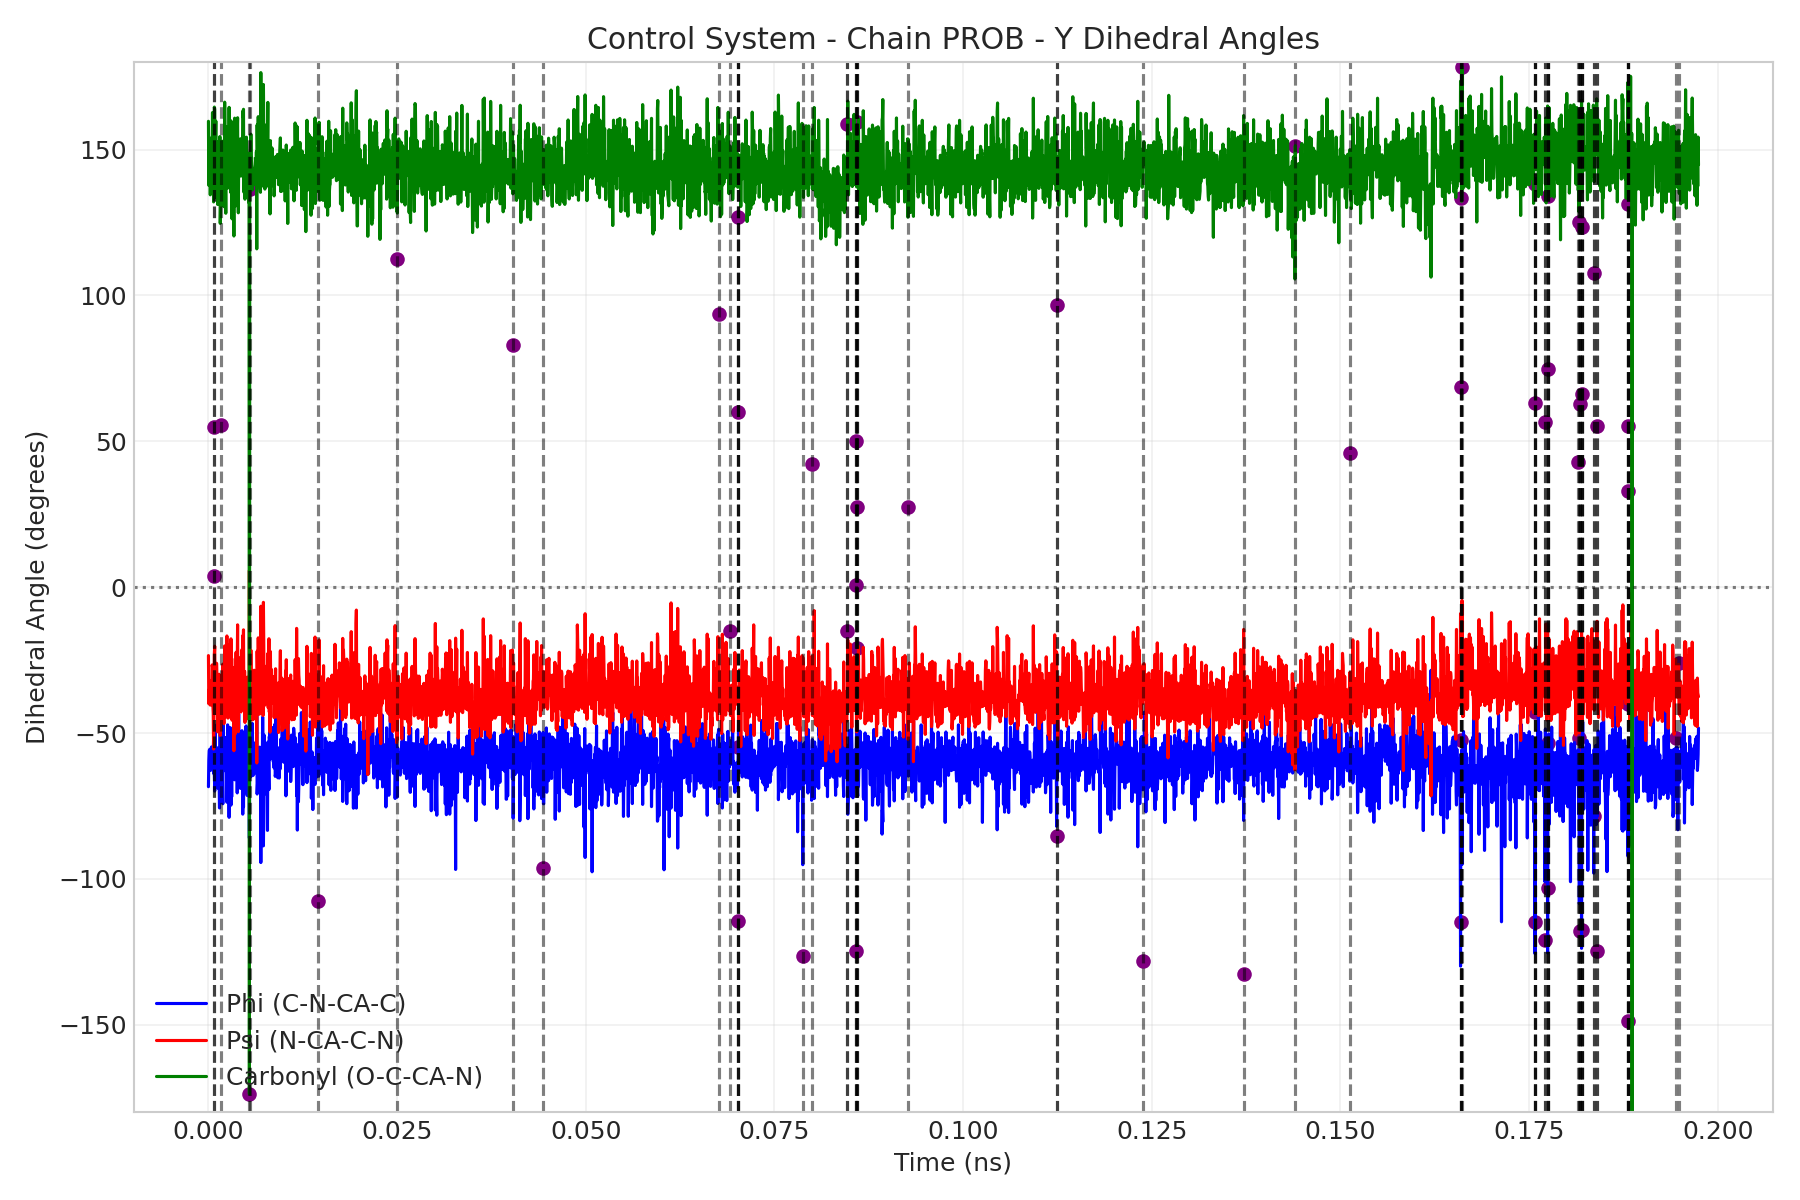 Control System - Chain PROB - Y Dihedral Angles
Dihedral Angle (degrees)
150
100
50
0
−50
−100
−150
Phi (C-N-CA-C)
Psi (N-CA-C-N)
Carbonyl (O-C-CA-N)
0.000 0.025 0.050 0.075 0.100 0.125 0.150 0.175 0.200
Time (ns)